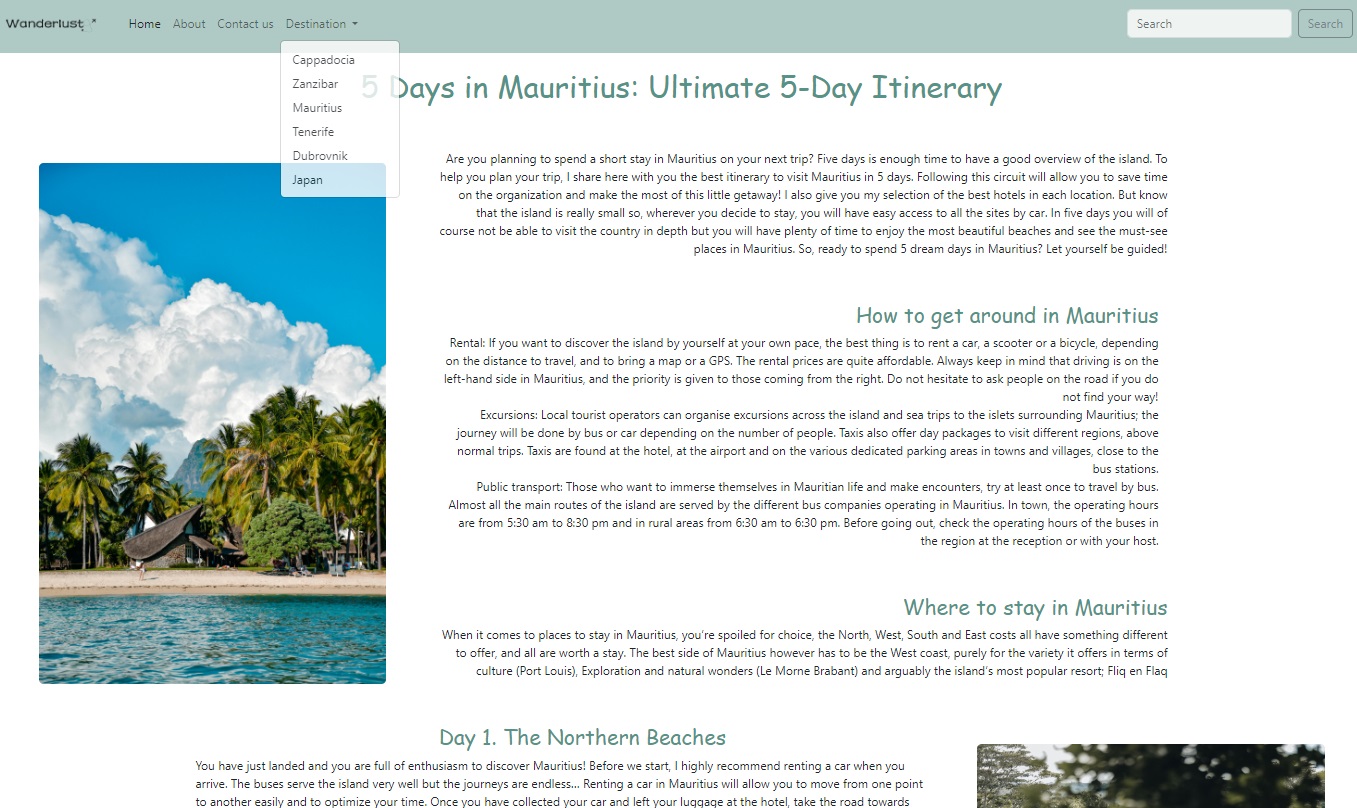 Wanderlust
Home About Contact us Destination
Search
Search
Cappadocia
Zanzibar
Mauritius
Tenerife
Dubrovnik
Japan
5 Days in Mauritius: Ultimate 5-Day Itinerary
Are you planning to spend a short stay in Mauritius on your next trip? Five days is enough time to have a good overview of the island. To
help you plan your trip, I share here with you the best itinerary to visit Mauritius in 5 days. Following this circuit will allow you to save time
on the organization and make the most of this little getaway! I also give you my selection of the best hotels in each location. But know
that the island is really small so, wherever you decide to stay, you will have easy access to all the sites by car. In five days you will of
course not be able to visit the country in depth but you will have plenty of time to enjoy the most beautiful beaches and see the must-see
places in Mauritius. So, ready to spend 5 dream days in Mauritius? Let yourself be guided!
How to get around in Mauritius
Rental: If you want to discover the island by yourself at your own pace, the best thing is to rent a car, a scooter or a bicycle, depending
on the distance to travel, and to bring a map or a GPS. The rental prices are quite affordable. Always keep in mind that driving is on the
left-hand side in Mauritius, and the priority is given to those coming from the right. Do not hesitate to ask people on the road if you do
not find your way!
Excursions: Local tourist operators can organise excursions across the island and sea trips to the islets surrounding Mauritius; the
journey will be done by bus or car depending on the number of people. Taxis also offer day packages to visit different regions, above
normal trips. Taxis are found at the hotel, at the airport and on the various dedicated parking areas in towns and villages, close to the
bus stations.
Public transport: Those who want to immerse themselves in Mauritian life and make encounters, try at least once to travel by bus.
Almost all the main routes of the island are served by the different bus companies operating in Mauritius. In town, the operating hours
are from 5:30 am to 8:30 pm and in rural areas from 6:30 am to 6:30 pm. Before going out, check the operating hours of the buses in
the region at the reception or with your host.
Where to stay in Mauritius
When it comes to places to stay in Mauritius, you're spoiled for choice, the North, West, South and East costs all have something different
to offer, and all are worth a stay. The best side of Mauritius however has to be the West coast, purely for the variety it offers in terms of
culture (Port Louis), Exploration and natural wonders (Le Morne Brabant) and arguably the island's most popular resort; Fliq en Flaq
Day 1. The Northern Beaches
You have just landed and you are full of enthusiasm to discover Mauritius! Before we start, I highly recommend renting a car when you
arrive. The buses serve the island very well but the journeys are endless... Renting a car in Mauritius will allow you to move from one point
to another easily and to optimize your time. Once you have collected your car and left your luggage at the hotel, take the road towards